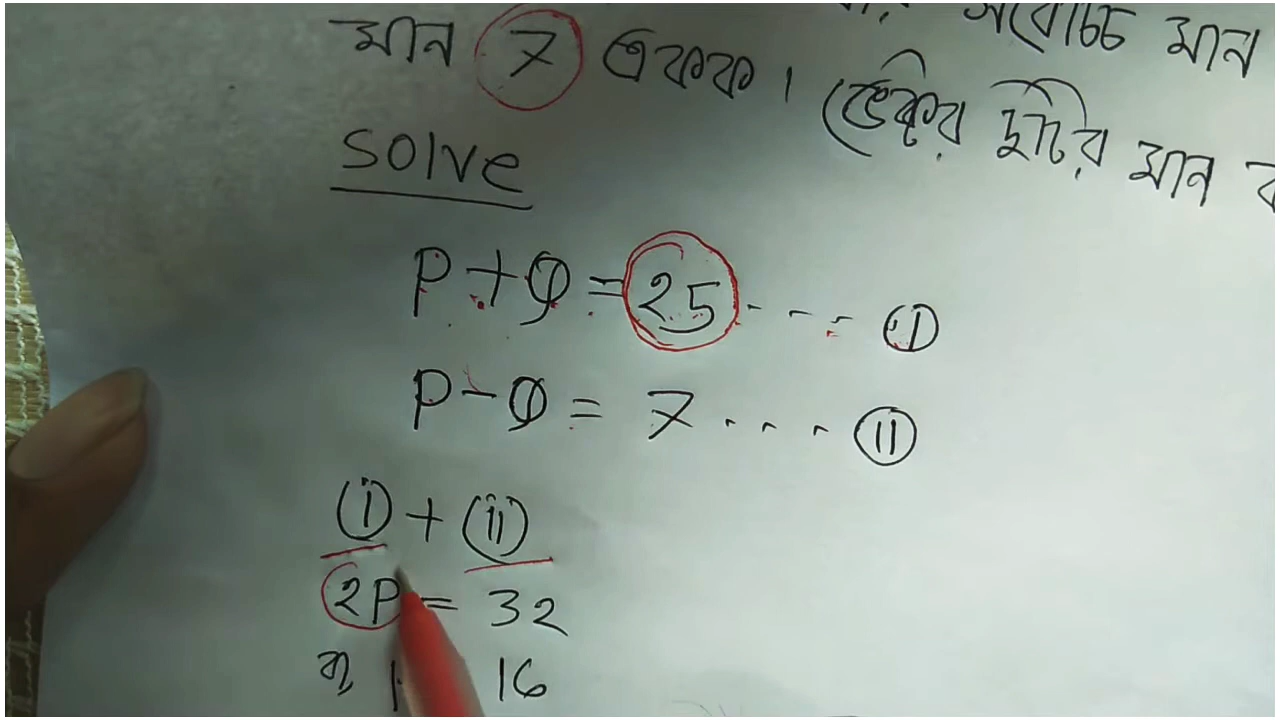 মান 7 একক।
সর্বোচ্চ মান
ভেক্টর দুটির মান
Solve
P + Q = 25 --- (i)
P - Q = 7 ... (ii)
(i) + (ii)
2P = 32
বা, 16